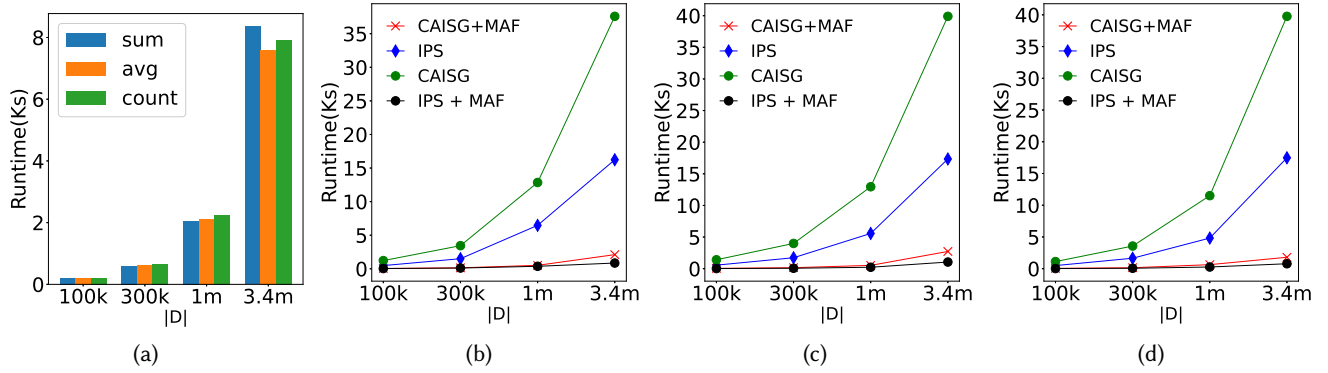 Runtime(Ks)
8
6
4
2
0
sum
avg
count
100k 300k 1m 3.4m
|D|
(a)
Runtime(Ks)
35
30
25
20
15
10
5
0
CAISG+MAF
IPS
CAISG
IPS + MAF
100k 300k 1m 3.4m
|D|
(b)
Runtime(Ks)
40
35
30
25
20
15
10
5
0
CAISG+MAF
IPS
CAISG
IPS + MAF
100k 300k 1m 3.4m
|D|
(c)
Runtime(Ks)
40
35
30
25
20
15
10
5
0
CAISG+MAF
IPS
CAISG
IPS + MAF
100k 300k 1m 3.4m
|D|
(d)